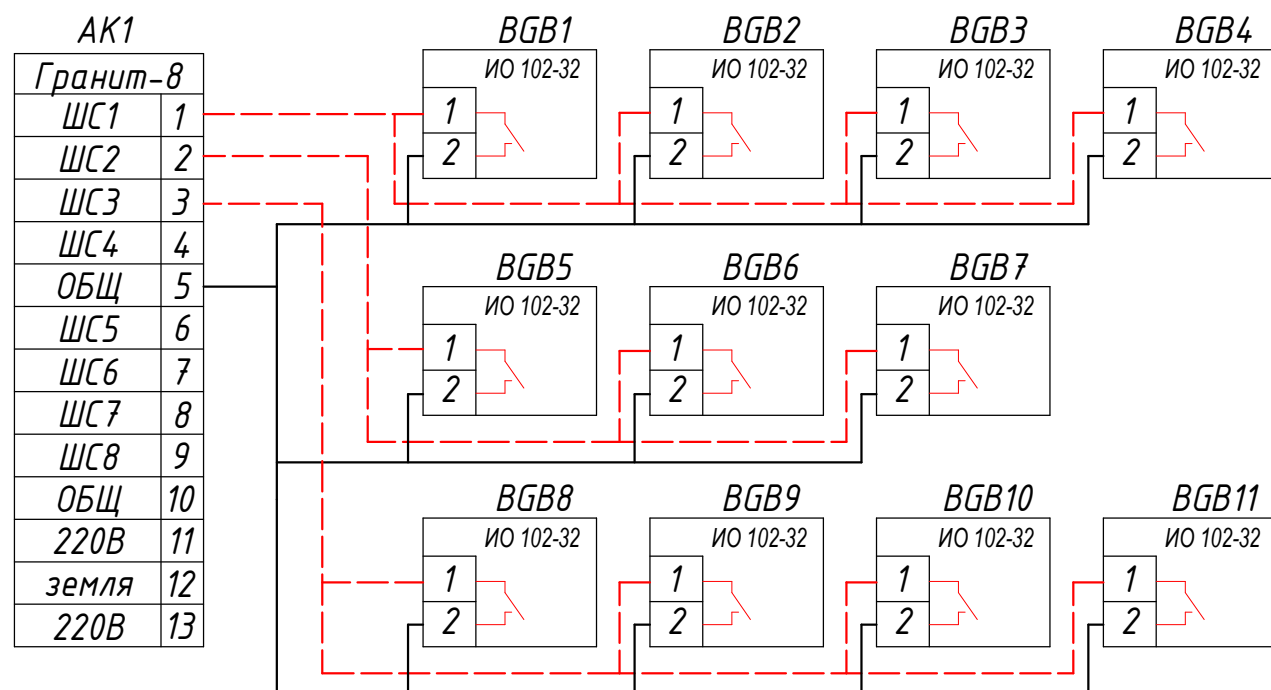 АК1
Гранит-8
ШС1 1
ШС2 2
ШС3 3
ШС4 4
ОБЩ 5
ШС5 6
ШС6 7
ШС7 8
ШС8 9
ОБЩ 10
220В 11
земля 12
220В 13
BGB1 BGB2 BGB3 BGB4
ИО 102-32 ИО 102-32 ИО 102-32 ИО 102-32
1 1 1 1
2 2 2 2
BGB5 BGB6 BGB7
ИО 102-32 ИО 102-32 ИО 102-32
1 1 1
2 2 2
BGB8 BGB9 BGB10 BGB11
ИО 102-32 ИО 102-32 ИО 102-32 ИО 102-32
1 1 1 1
2 2 2 2